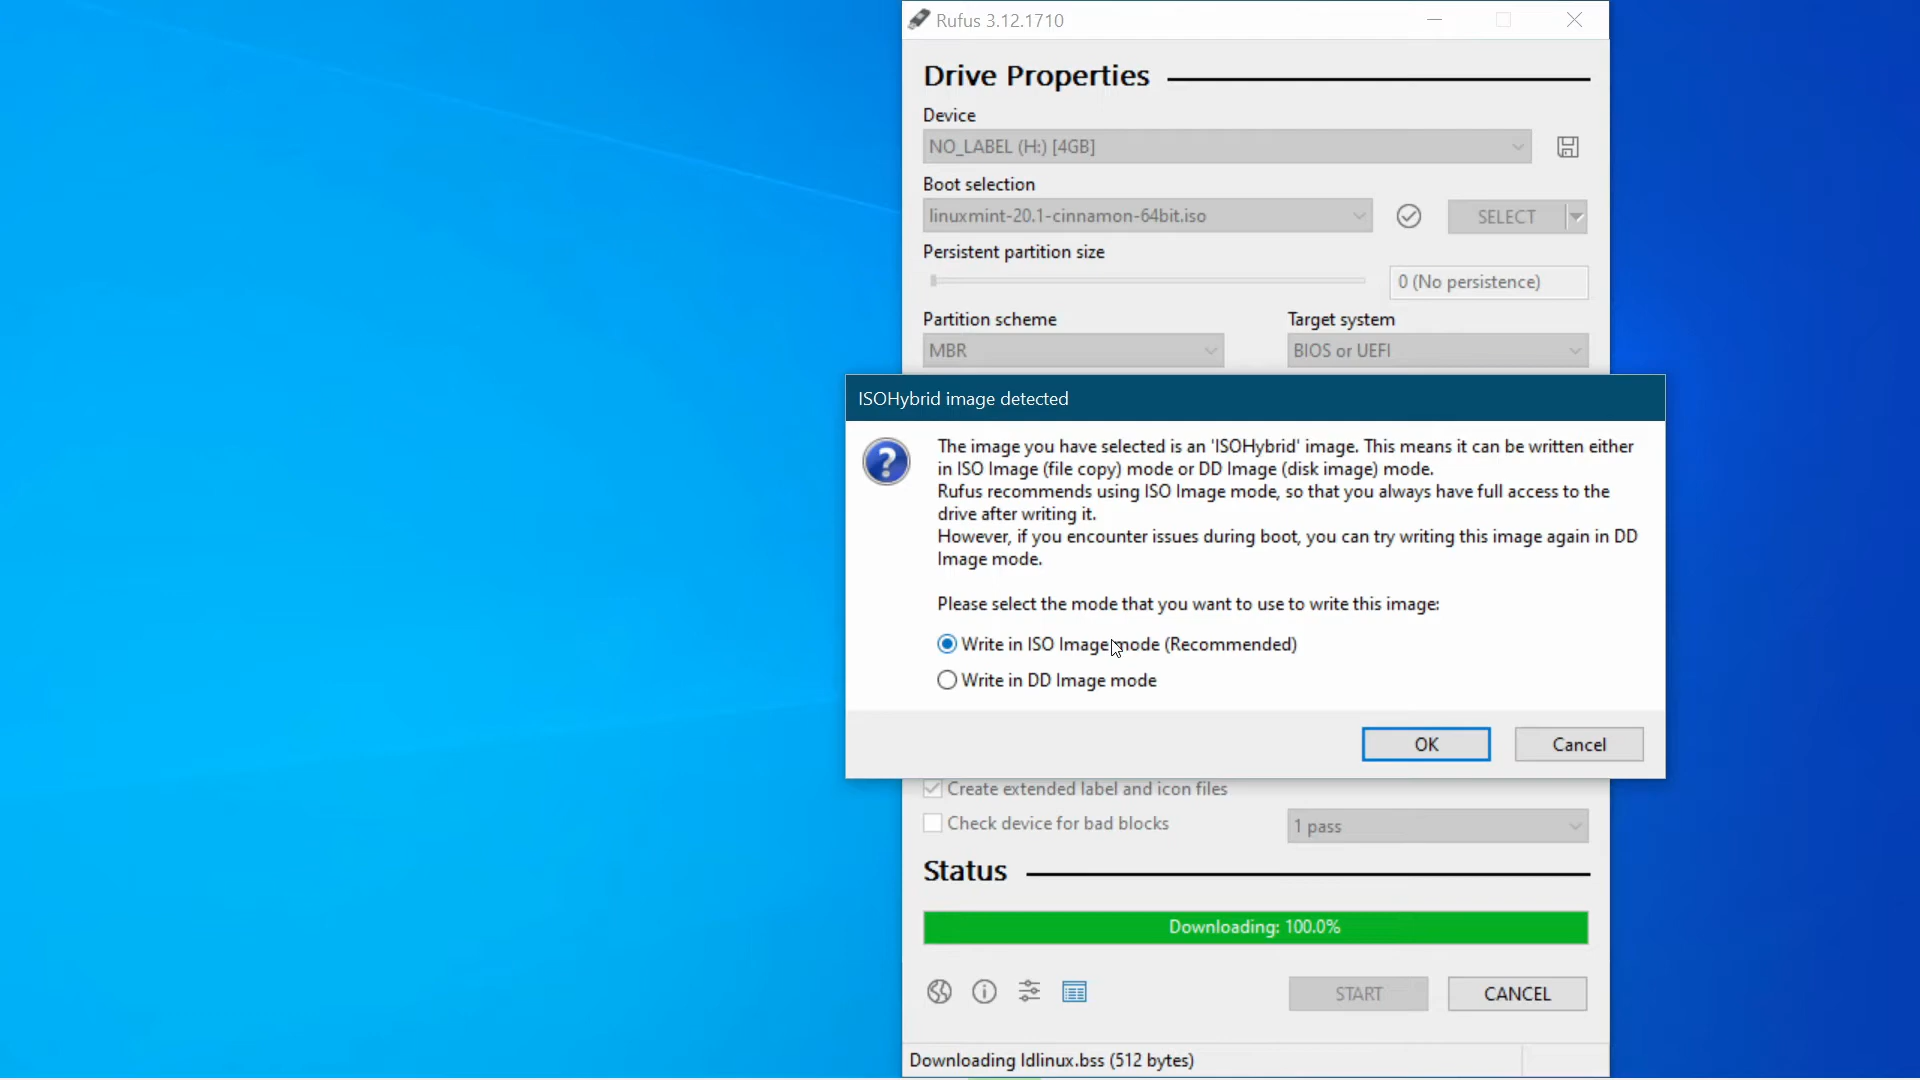 Rufus 3.12.1710
Drive Properties
Device
NO_LABEL (H:) [4GB]
Boot selection
linuxmint-20.1-cinnamon-64bit.iso
SELECT
Persistent partition size
0 (No persistence)
Partition scheme
Target system
MBR
BIOS or UEFI
ISOHybrid image detected
The image you have selected is an 'ISOHybrid' image. This means it can be written either
in ISO Image (file copy) mode or DD Image (disk image) mode.
Rufus recommends using ISO Image mode, so that you always have full access to the
drive after writing it.
However, if you encounter issues during boot, you can try writing this image again in DD
Image mode.
Please select the mode that you want to use to write this image:
Write in ISO Image mode (Recommended)
Write in DD Image mode
OK
Cancel
Create extended label and icon files
Check device for bad blocks
1 pass
Status
Downloading: 100.0%
START
CANCEL
Downloading ldlinux.bss (512 bytes)